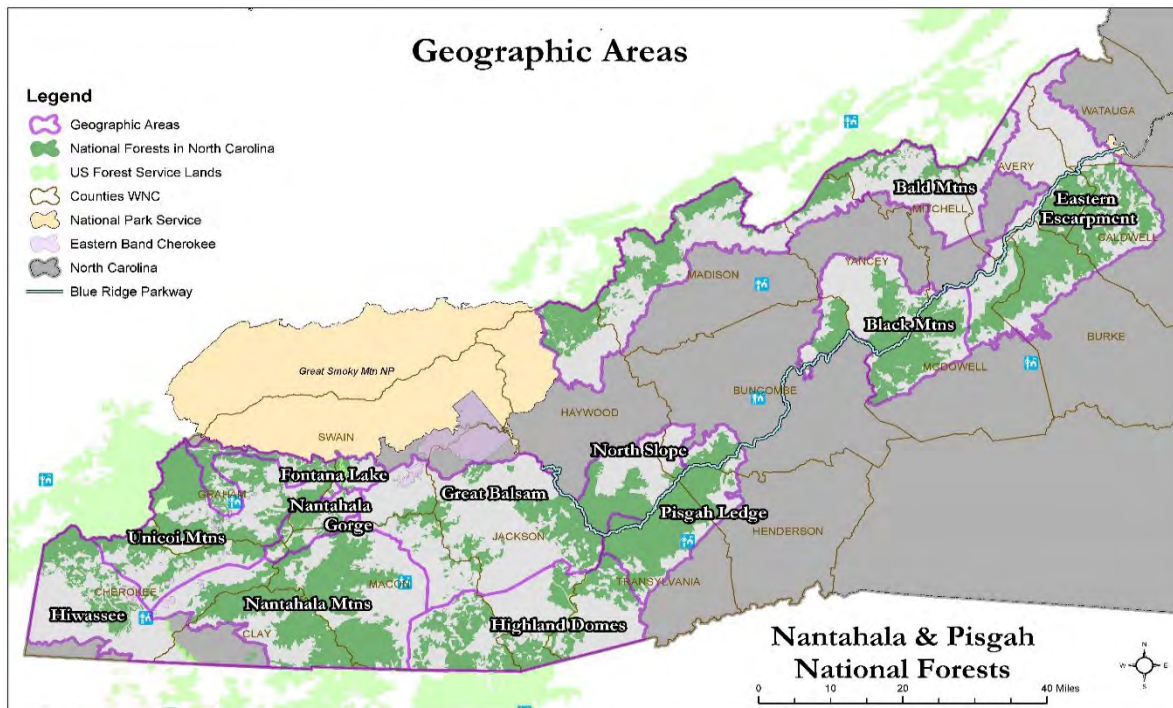 Geographic Areas
Legend
Geographic Areas
National Forests in North Carolina
US Forest Service Lands
Counties WNC
National Park Service
Eastern Band Cherokee
North Carolina
Blue Ridge Parkway
WATAUGA
AVERY
Bald Mtns
MITCHELL
Eastern
Escarpment
CALDWELL
MADISON
YANCEY
Black Mtns
BURKE
MCDOWELL
Great Smoky Mtn NP
BUNCOMBE
HAYWOOD
SWAIN
North Slope
Fontana Lake
Great Balsam
GRAHAM
Nantahala
Gorge
Pisgah Ledge
Unicoi Mtns
JACKSON
HENDERSON
MACON
TRANSYLVANIA
CHEROKEE
Hiwassee
Nantahala Mtns
Highland Domes
CLAY
Nantahala & Pisgah
National Forests
N
W
E
S
0 10 20 40 Miles